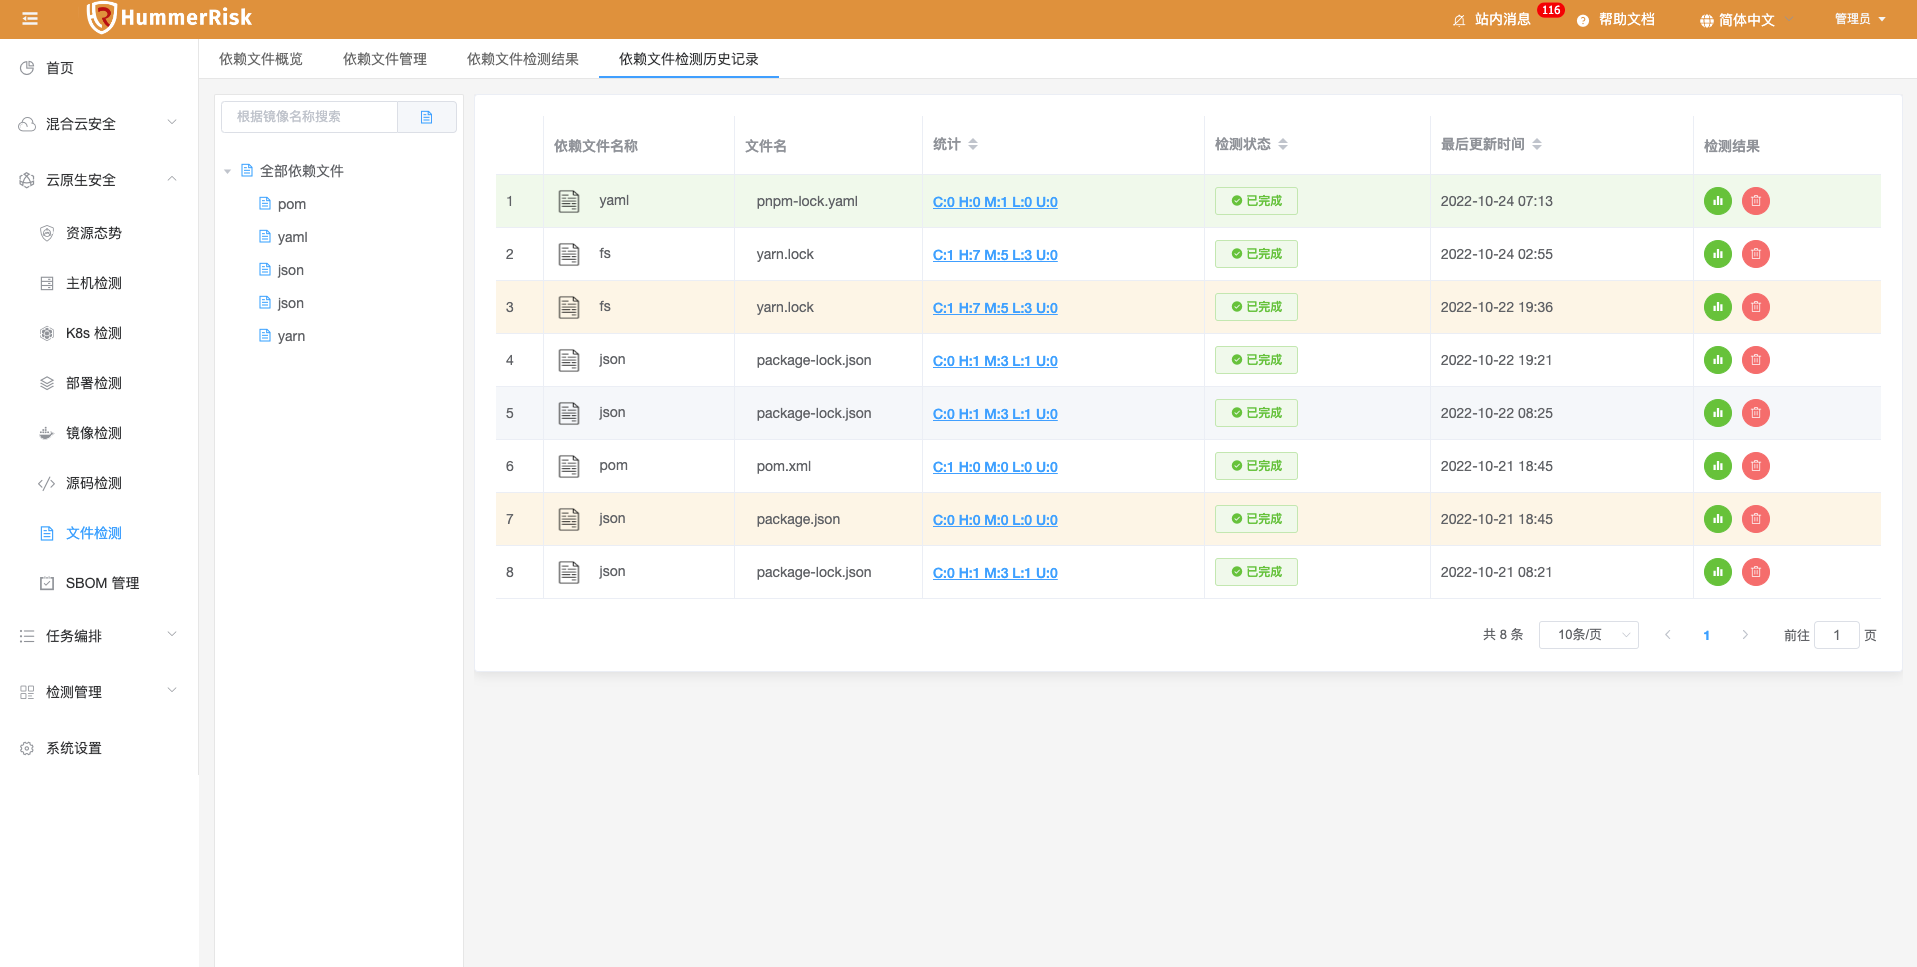 HummerRisk
站内消息 116
帮助文档
简体中文
管理员
首页
混合云安全
云原生安全
资源态势
主机检测
K8s 检测
部署检测
镜像检测
源码检测
文件检测
SBOM 管理
任务编排
检测管理
系统设置
依赖文件概览 依赖文件管理 依赖文件检测结果 依赖文件检测历史记录
根据镜像名称搜索
全部依赖文件
pom
yaml
json
json
yarn
依赖文件名称 文件名 统计 检测状态 最后更新时间 检测结果
1 yaml pnpm-lock.yaml C:0 H:0 M:1 L:0 U:0 已完成 2022-10-24 07:13
2 fs yarn.lock C:1 H:7 M:5 L:3 U:0 已完成 2022-10-24 02:55
3 fs yarn.lock C:1 H:7 M:5 L:3 U:0 已完成 2022-10-22 19:36
4 json package-lock.json C:0 H:1 M:3 L:1 U:0 已完成 2022-10-22 19:21
5 json package-lock.json C:0 H:1 M:3 L:1 U:0 已完成 2022-10-22 08:25
6 pom pom.xml C:1 H:0 M:0 L:0 U:0 已完成 2022-10-21 18:45
7 json package.json C:0 H:0 M:0 L:0 U:0 已完成 2022-10-21 18:45
8 json package-lock.json C:0 H:1 M:3 L:1 U:0 已完成 2022-10-21 08:21
共 8 条 10条/页 1 前往 1 页